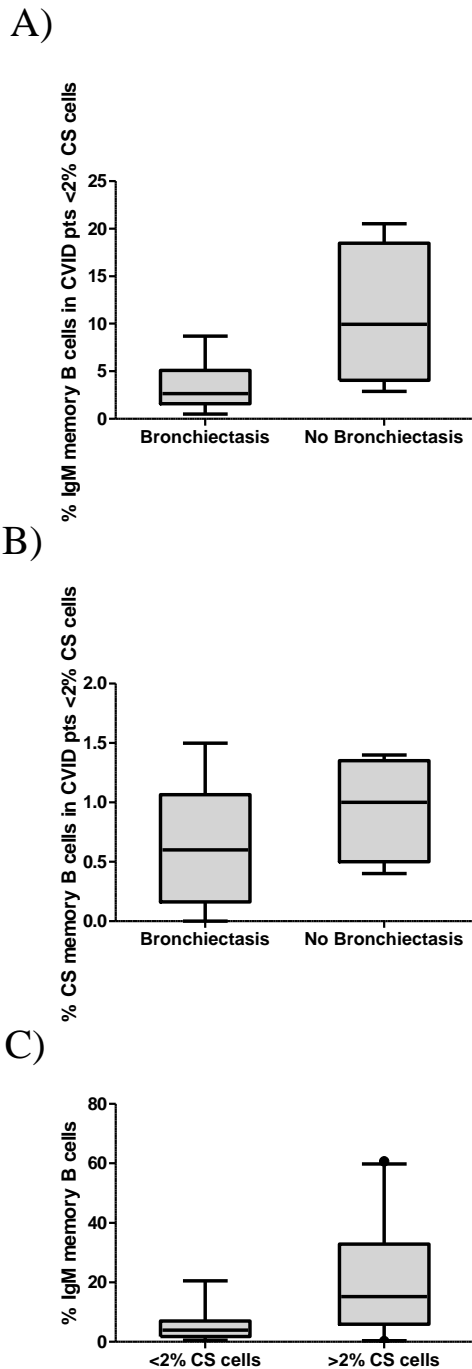 A)
% IgM memory B cells in CVID pts <2% CS cells
25
20
15
10
5
0
Bronchiectasis No Bronchiectasis
B)
% CS memory B cells in CVID pts <2% CS cells
2.0
1.5
1.0
0.5
0.0
Bronchiectasis No Bronchiectasis
C)
% IgM memory B cells
80
60
40
20
0
<2% CS cells >2% CS cells